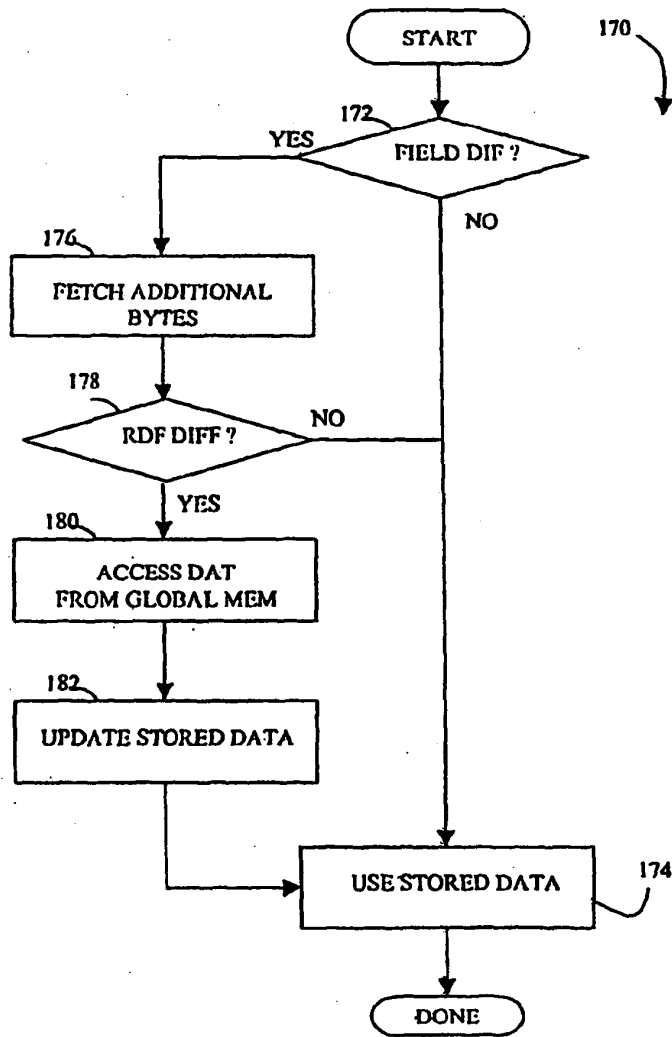 START
170
172
YES
FIELD DIF ?
NO
176
FETCH ADDITIONAL
BYTES
178
RDF DIFF ?
NO
YES
180
ACCESS DAT
FROM GLOBAL MEM
182
UPDATE STORED DATA
USE STORED DATA
174
DONE